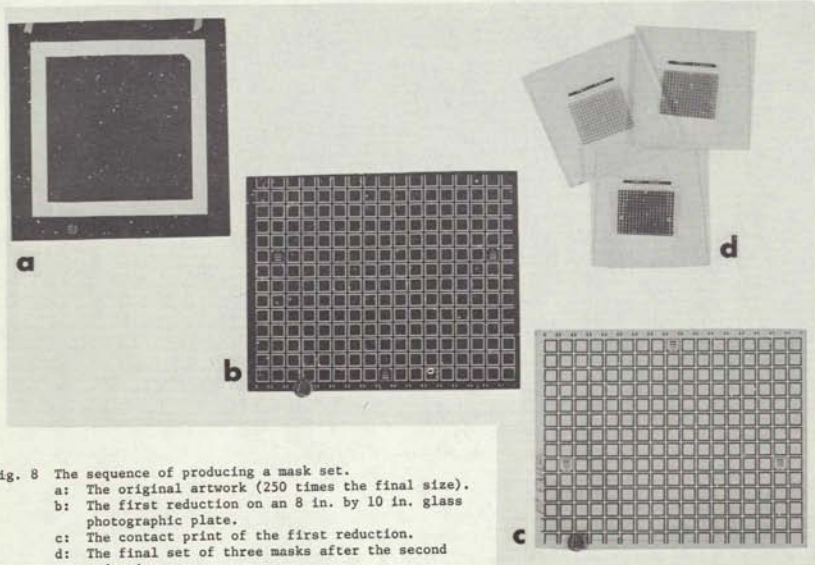 a
b
d
c
ig. 8 The sequence of producing a mask set.
a: The original artwork (250 times the final size).
b: The first reduction on an 8 in. by 10 in. glass
photographic plate.
c: The contact print of the first reduction.
d: The final set of three masks after the second